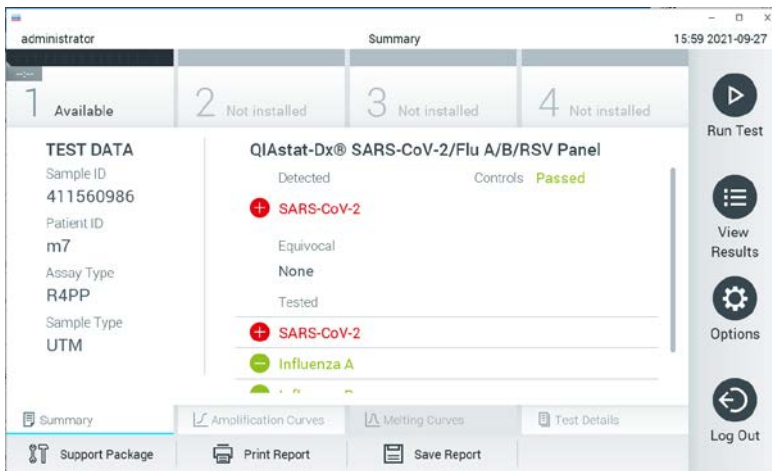 administrator
Summary
15:59 2021-09-27
1 Available
2 Not installed
3 Not installed
4 Not installed
Run Test
TEST DATA
Sample ID
411560986
Patient ID
m7
Assay Type
R4PP
Sample Type
UTM
QIAstat-Dx® SARS-CoV-2/Flu A/B/RSV Panel
Detected
Controls Passed
SARS-CoV-2
Equivocal
None
Tested
SARS-CoV-2
Influenza A
View
Results
Options
Log Out
Summary
Amplification Curves
Melting Curves
Test Details
Support Package
Print Report
Save Report